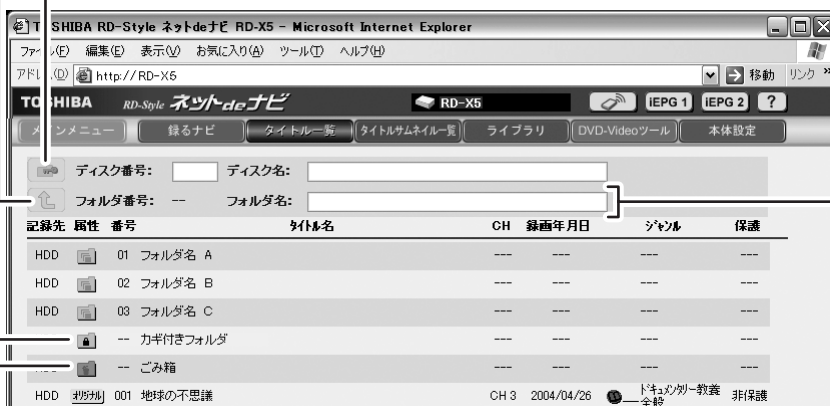 TOSHIBA RD-Style ネットdeナビ RD-X5 - Microsoft Internet Explorer
編集(E) 表示(V) お気に入り(A) ツール(T) ヘルプ(H)
http://RD-X5 移動 リンク »
TOSHIBA RD-Style ネットdeナビ RD-X5 iEPG 1 iEPG 2 ?
メインメニュー 録るナビ タイトル一覧 タイトルサムネイル一覧 ライブラリ DVD-Videoツール 本体設定
ディスク番号: ディスク名:
フォルダ番号: -- フォルダ名:
記録先 属性 番号 タイトル名 CH 録画年月日 ジャンル 保護
HDD 01 フォルダ名 A --- --- --- ---
HDD 02 フォルダ名 B --- --- --- ---
HDD 03 フォルダ名 C --- --- --- ---
-- カギ付きフォルダ --- --- --- ---
-- ごみ箱 --- --- --- ---
HDD オリジナル 001 地球の不思議 CH 3 2004/04/26 ドキュメンタリー教養 非保護
全般